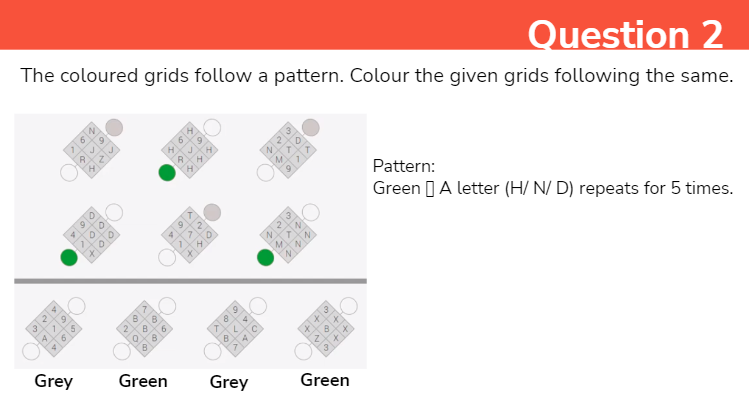 Question 2
The coloured grids follow a pattern. Colour the given grids following the same.
N
6 9
1 J J
R Z
H
H
6 9
H J H
R H
H
3
2 D
N T T
M 1
9
Pattern:
Green ▯ A letter (H/ N/ D) repeats for 5 times.
D
9 D
4 D D
1 D
X
T
9 2
4 7 D
1 H
X
3
2 N
N T N
M N
N
4
2 9
3 1 5
A 6
4
7
B B
2 B 6
Q B
B
9
8 4
T L C
B A
7
3
X X
X B X
Z X
3
Grey Green Grey Green